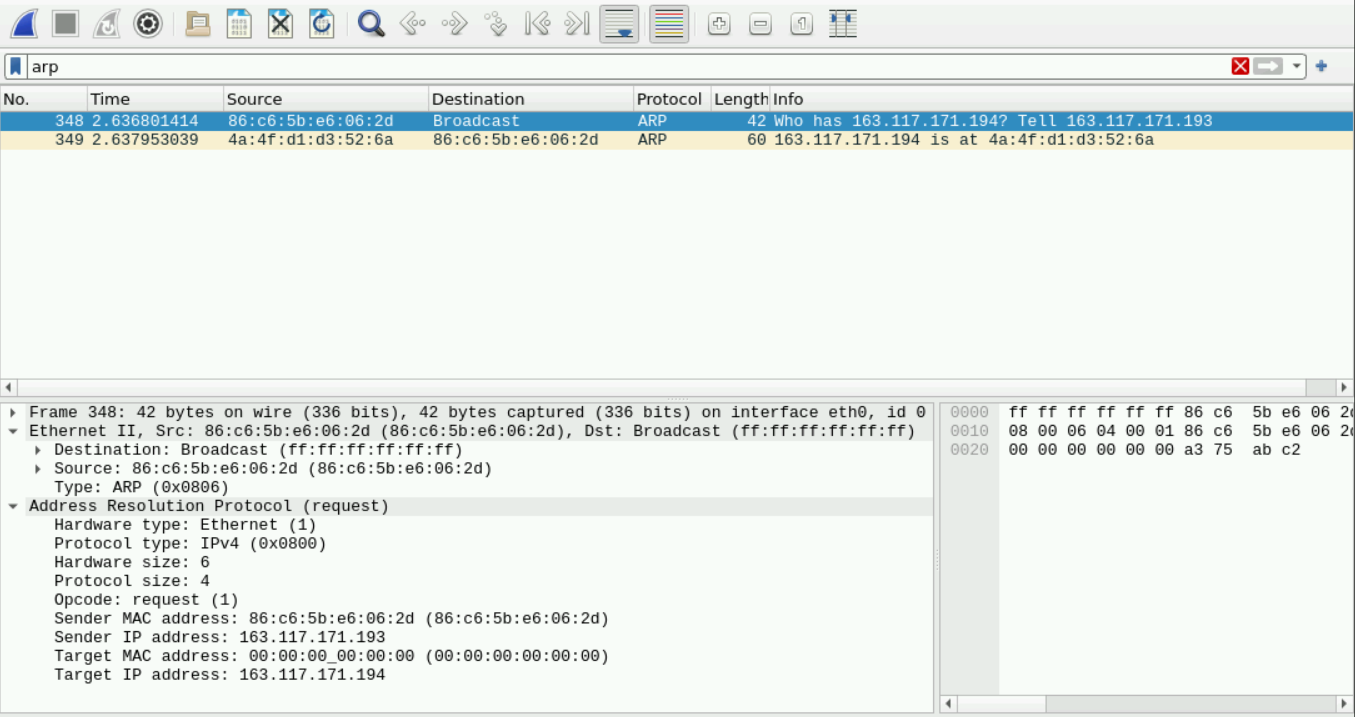 arp
No. Time Source Destination Protocol Length Info
348 2.636801414 86:c6:5b:e6:06:2d Broadcast ARP 42 Who has 163.117.171.194? Tell 163.117.171.193
349 2.637953039 4a:4f:d1:d3:52:6a 86:c6:5b:e6:06:2d ARP 60 163.117.171.194 is at 4a:4f:d1:d3:52:6a
Frame 348: 42 bytes on wire (336 bits), 42 bytes captured (336 bits) on interface eth0, id 0
Ethernet II, Src: 86:c6:5b:e6:06:2d (86:c6:5b:e6:06:2d), Dst: Broadcast (ff:ff:ff:ff:ff:ff)
Destination: Broadcast (ff:ff:ff:ff:ff:ff)
Source: 86:c6:5b:e6:06:2d (86:c6:5b:e6:06:2d)
Type: ARP (0x0806)
Address Resolution Protocol (request)
Hardware type: Ethernet (1)
Protocol type: IPv4 (0x0800)
Hardware size: 6
Protocol size: 4
Opcode: request (1)
Sender MAC address: 86:c6:5b:e6:06:2d (86:c6:5b:e6:06:2d)
Sender IP address: 163.117.171.193
Target MAC address: 00:00:00_00:00:00 (00:00:00:00:00:00)
Target IP address: 163.117.171.194
0000 ff ff ff ff ff ff 86 c6 5b e6 06
0010 08 00 06 04 00 01 86 c6 5b e6 06
0020 00 00 00 00 00 00 a3 75 ab c2